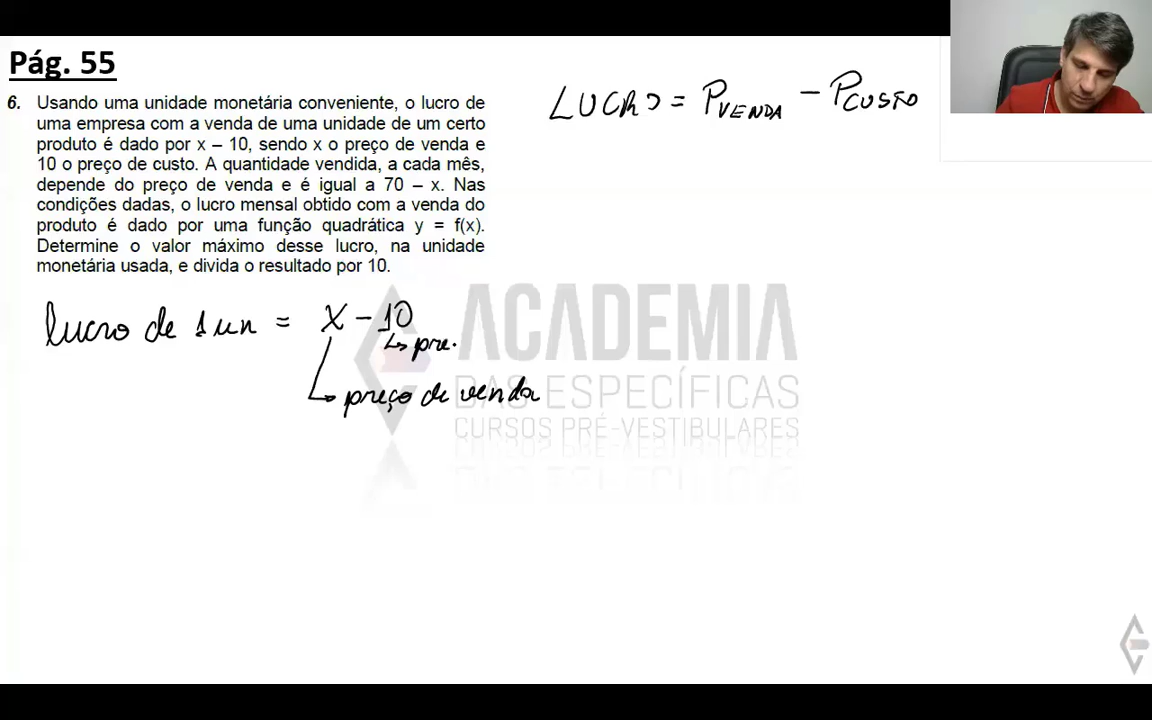 Pág. 55
6. Usando uma unidade monetária conveniente, o lucro de
uma empresa com a venda de uma unidade de um certo
produto é dado por x – 10, sendo x o preço de venda e
10 o preço de custo. A quantidade vendida, a cada mês,
depende do preço de venda e é igual a 70 – x. Nas
condições dadas, o lucro mensal obtido com a venda do
produto é dado por uma função quadrática y = f(x).
Determine o valor máximo desse lucro, na unidade
monetária usada, e divida o resultado por 10.
LUCRO = PVENDA – PCUSTO
lucro de 1 un = x – 10
↳ pre.
↳ preço de venda
ACADEMIA
DAS ESPECÍFICAS
CURSOS PRÉ-VESTIBULARES